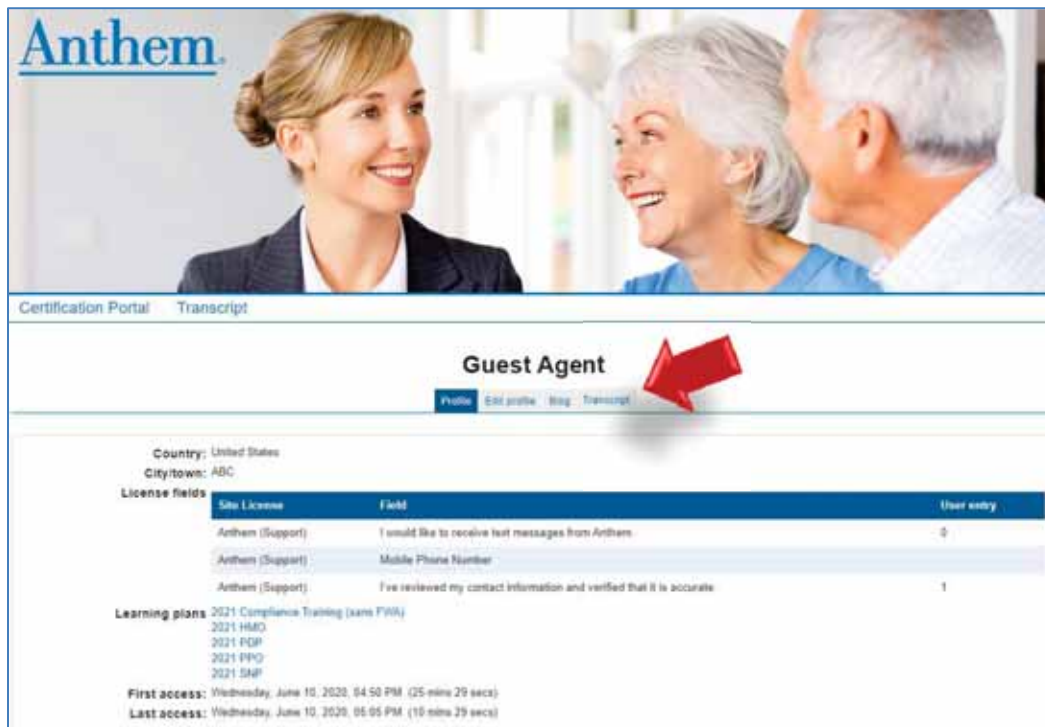 Anthem.
Certification Portal Transcript
Guest Agent
Profile Edit profile Blog Transcript
Country: United States
City/town: ABC
License fields
Site License Field User entry
Anthem (Support) I would like to receive text messages from Anthem 0
Anthem (Support) Mobile Phone Number
Anthem (Support) I've reviewed my contact information and verified that it is accurate. 1
Learning plans 2021 Compliance Training (sans FWA)
2021 HMO
2021 PDP
2021 PPO
2021 SNP
First access: Wednesday, June 10, 2020, 04:50 PM (25 mins 29 secs)
Last access: Wednesday, June 10, 2020, 05:05 PM (10 mins 29 secs)